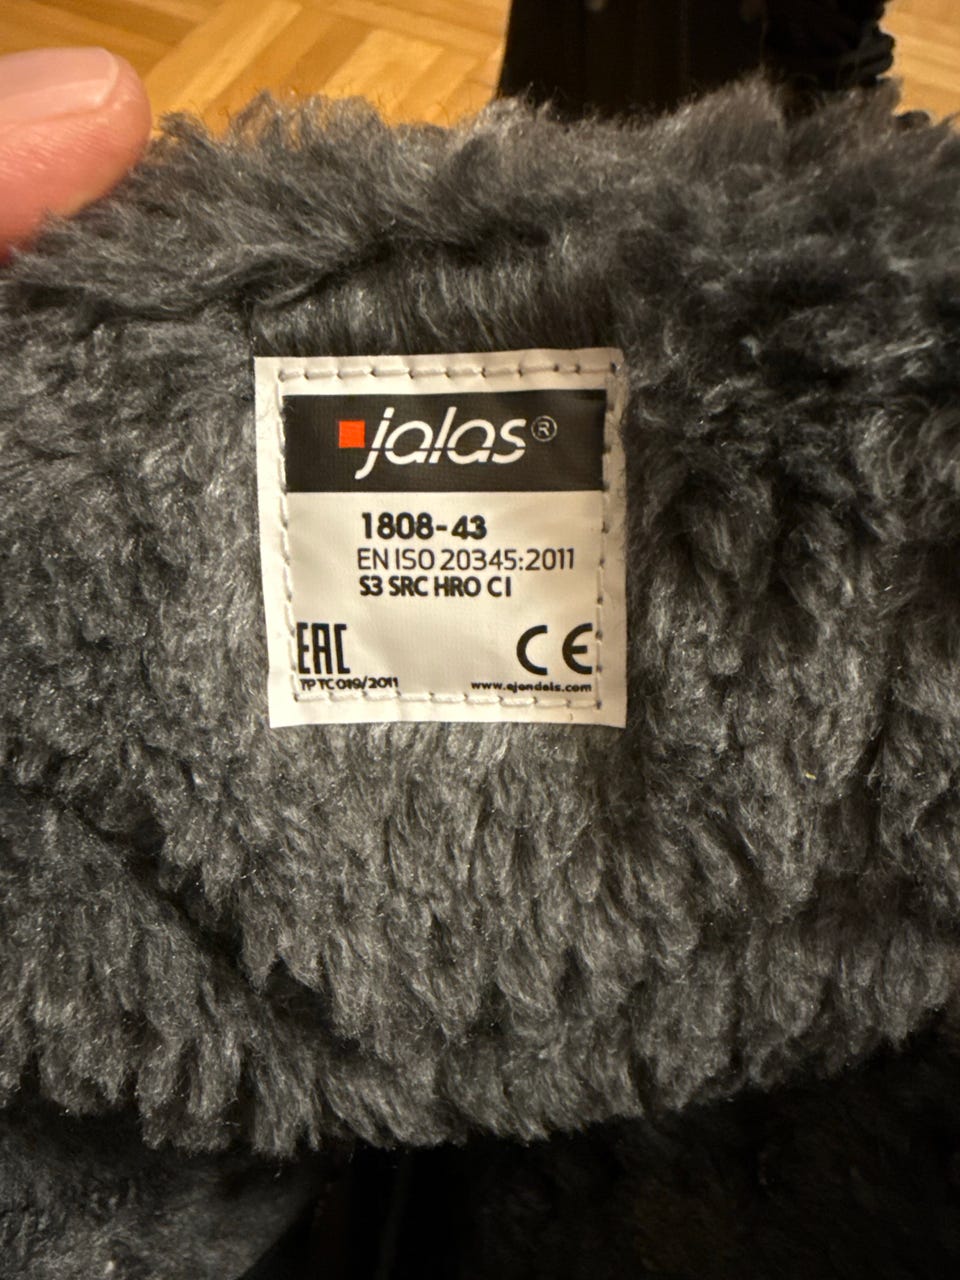 jalas®
1808-43
EN ISO 20345:2011
S3 SRC HRO CI
EAC
CE
TP TC 019/2011
www.ejendals.com